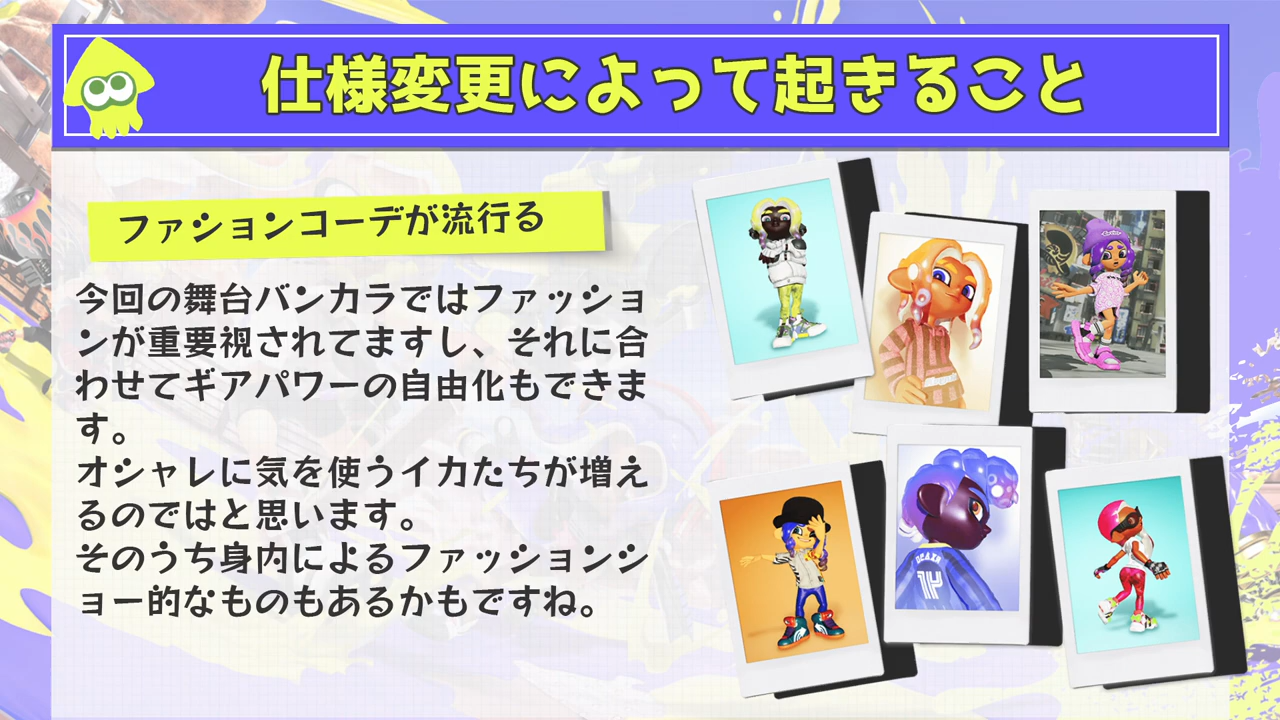 仕様変更によって起きること
ファションコーデが流行る
今回の舞台バンカラではファッショ
ンが重要視されてますし、それに合
わせてギアパワーの自由化もできま
す。
オシャレに気を使うイカたちが増え
るのではと思います。
そのうち身内によるファッションシ
ョー的なものもあるかもですね。